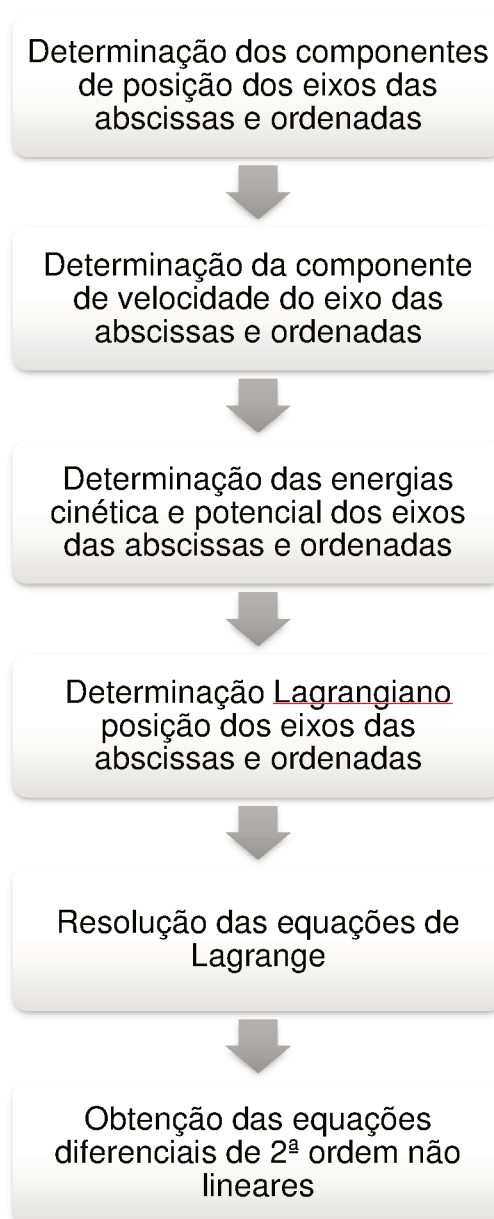 Determinação dos componentes
de posição dos eixos das
abscissas e ordenadas
Determinação da componente
de velocidade do eixo das
abscissas e ordenadas
Determinação das energias
cinética e potencial dos eixos
das abscissas e ordenadas
Determinação Lagrangiano
posição dos eixos das
abscissas e ordenadas
Resolução das equações de
Lagrange
Obtenção das equações
diferenciais de 2ª ordem não
lineares